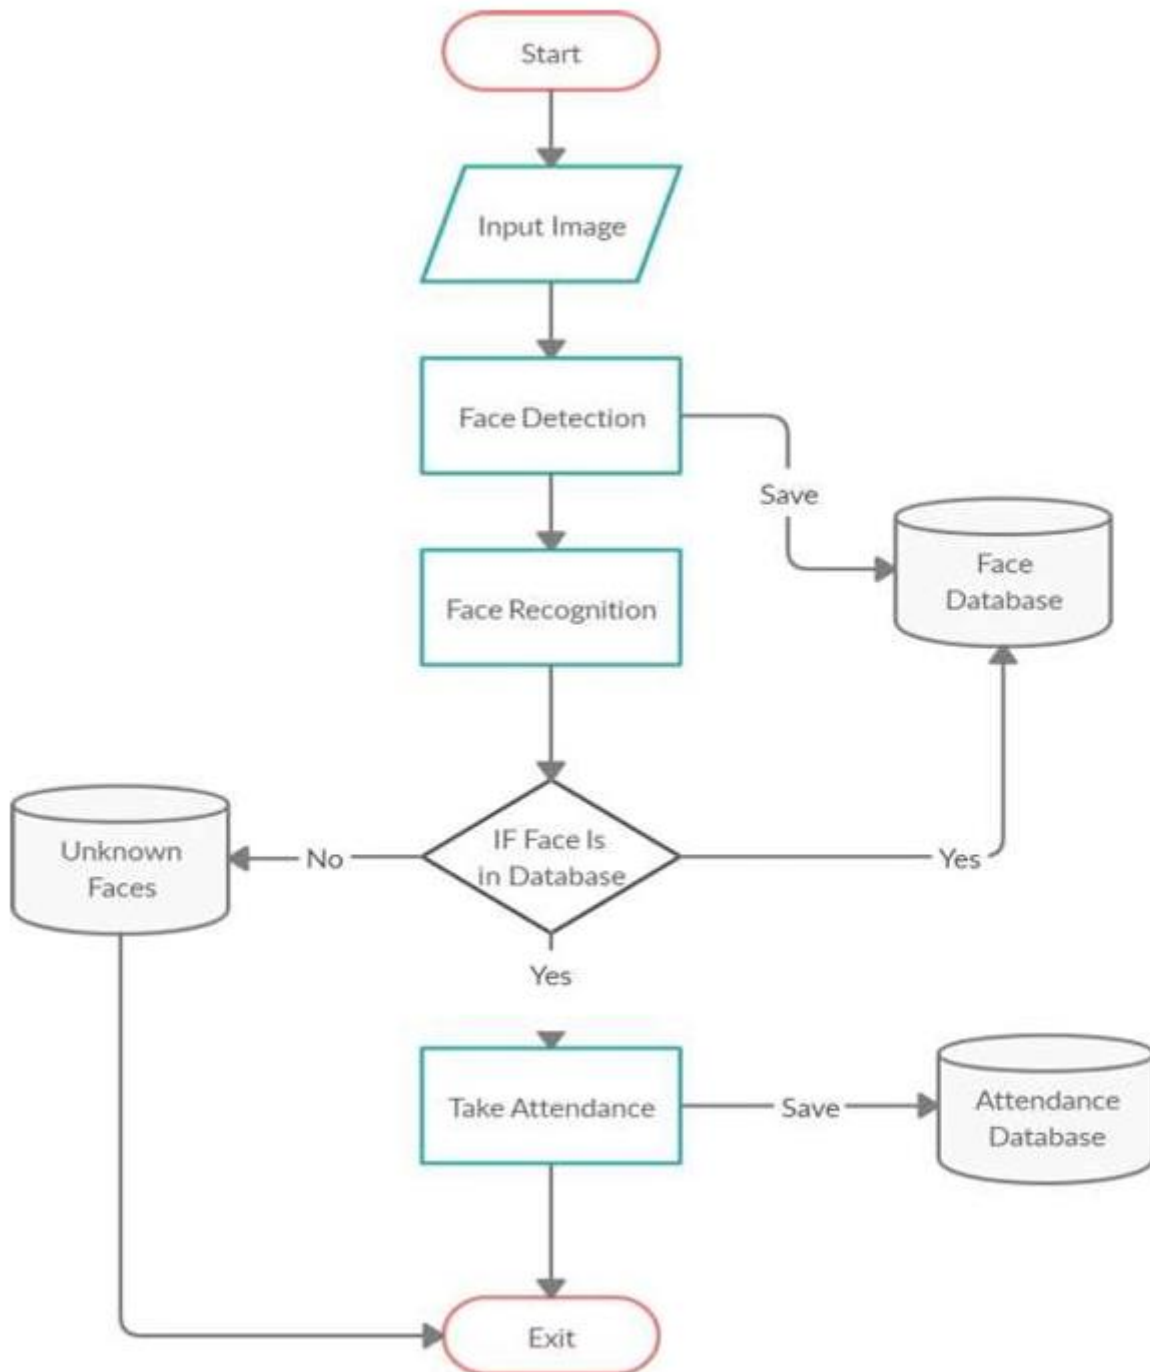 Start
Input Image
Face Detection
Save
Face
Database
Face Recognition
IF Face Is
in Database
Unknown
Faces
No
Yes
Yes
Take Attendance
Save
Attendance
Database
Exit